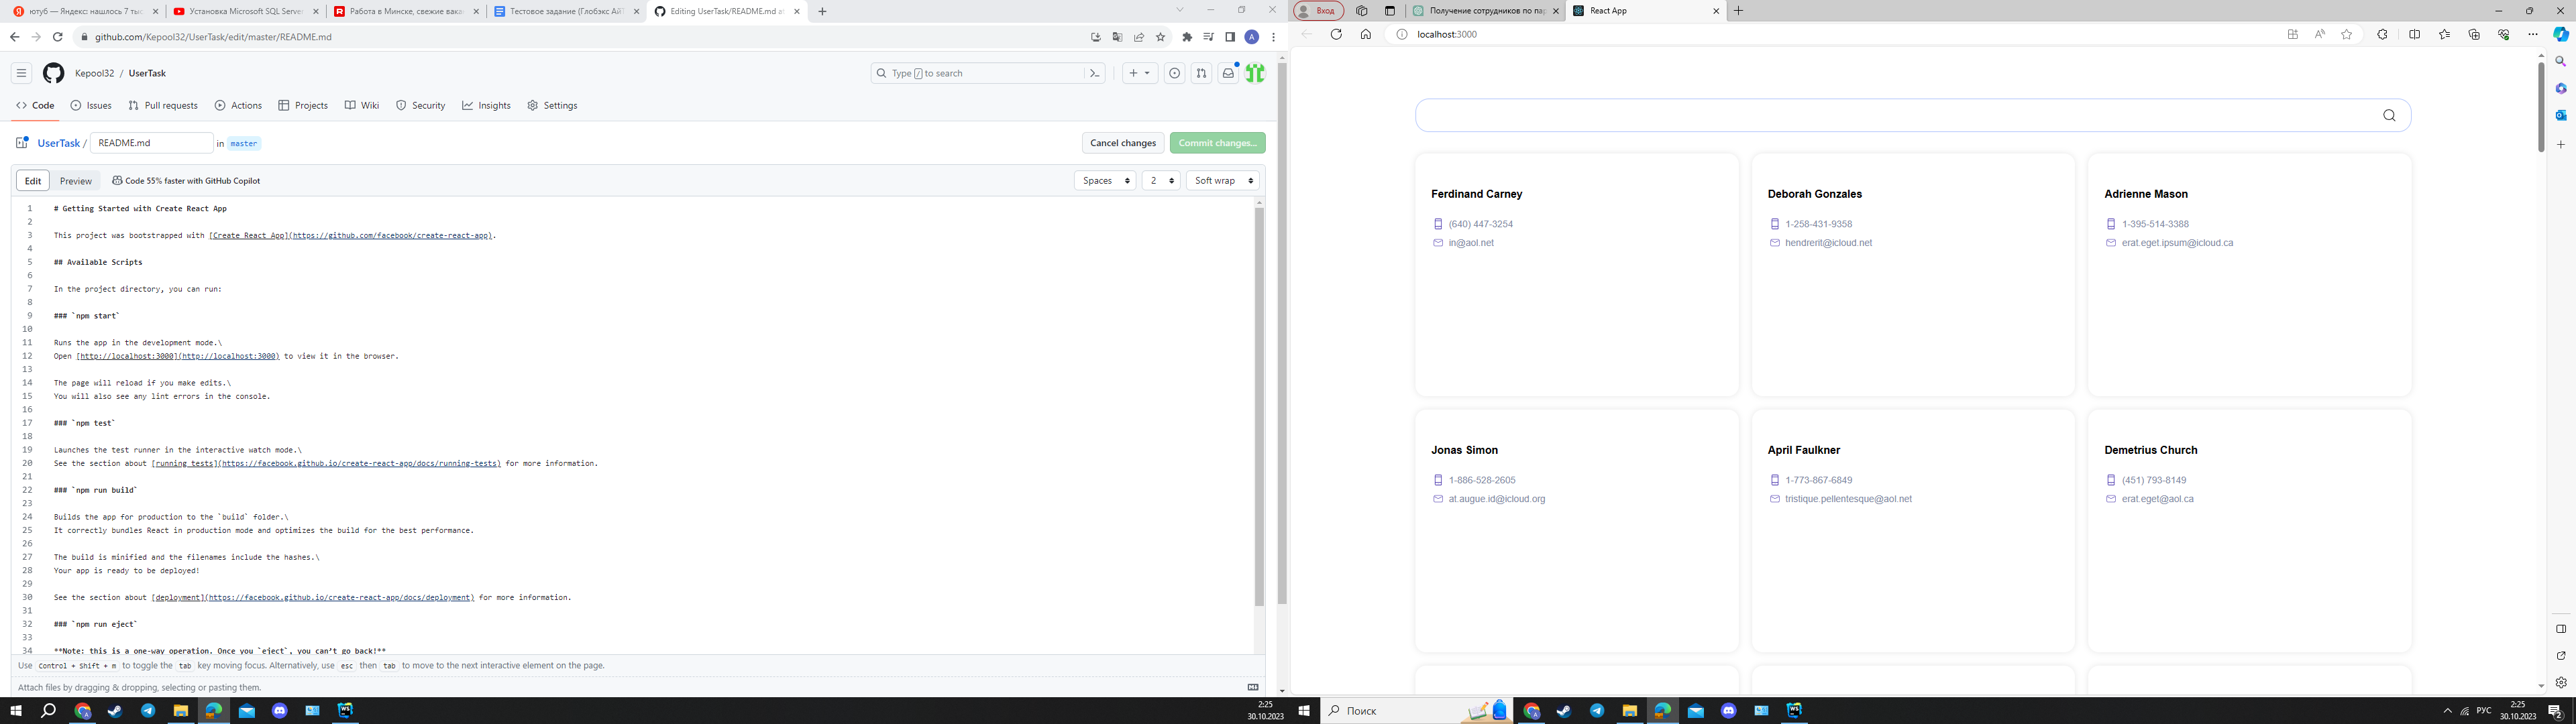 ютуб — Яндекс: нашлось 7 тыс
Установка Microsoft SQL Server
Работа в Минске, свежие вака
Тестовое задание (Глобэкс АйТ
Editing UserTask/README.md at
github.com/Kepool32/UserTask/edit/master/README.md
Kepool32 / UserTask
Type / to search
Code Issues Pull requests Actions Projects Wiki Security Insights Settings
UserTask / README.md in master
Cancel changes Commit changes...
Edit Preview Code 55% faster with GitHub Copilot
Spaces 2 Soft wrap
1 # Getting Started with Create React App
2
3 This project was bootstrapped with [Create React App](https://github.com/facebook/create-react-app).
4
5 ## Available Scripts
6
7 In the project directory, you can run:
8
9 ### `npm start`
10
11 Runs the app in the development mode.\
12 Open [http://localhost:3000](http://localhost:3000) to view it in the browser.
13
14 The page will reload if you make edits.\
15 You will also see any lint errors in the console.
16
17 ### `npm test`
18
19 Launches the test runner in the interactive watch mode.\
20 See the section about [running tests](https://facebook.github.io/create-react-app/docs/running-tests) for more information.
21
22 ### `npm run build`
23
24 Builds the app for production to the `build` folder.\
25 It correctly bundles React in production mode and optimizes the build for the best performance.
26
27 The build is minified and the filenames include the hashes.\
28 Your app is ready to be deployed!
29
30 See the section about [deployment](https://facebook.github.io/create-react-app/docs/deployment) for more information.
31
32 ### `npm run eject`
33
34 **Note: this is a one-way operation. Once you `eject`, you can't go back!**
Use Control + Shift + m to toggle the tab key moving focus. Alternatively, use esc then tab to move to the next interactive element on the page.
Attach files by dragging & dropping, selecting or pasting them.
2:25
30.10.2023
Вход
Получение сотрудников по пар
React App
localhost:3000
Ferdinand Carney
(640) 447-3254
in@aol.net
Deborah Gonzales
1-258-431-9358
hendrerit@icloud.net
Adrienne Mason
1-395-514-3388
erat.eget.ipsum@icloud.ca
Jonas Simon
1-886-528-2605
at.augue.id@icloud.org
April Faulkner
1-773-867-6849
tristique.pellentesque@aol.net
Demetrius Church
(451) 793-8149
erat.eget@aol.ca
Поиск
РУС
2:25
30.10.2023
2